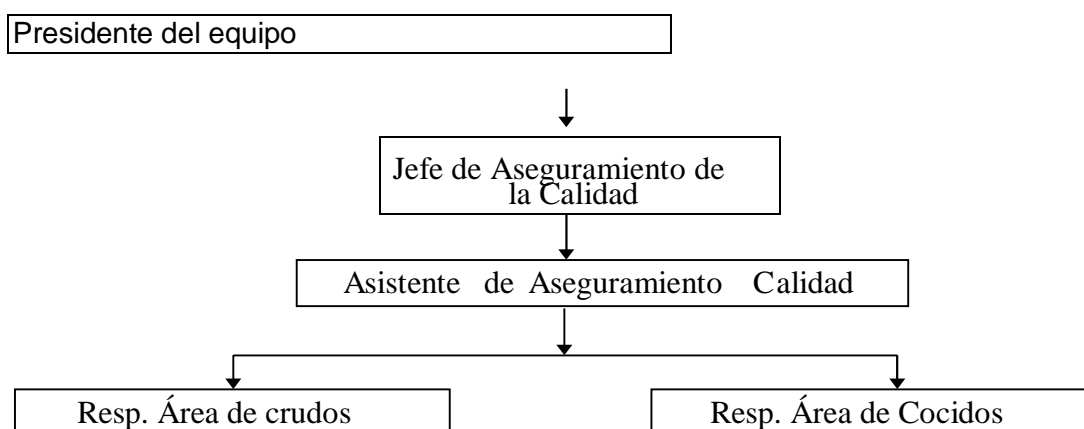 Presidente del equipo
Jefe de Aseguramiento de
la Calidad
Asistente de Aseguramiento Calidad
Resp. Área de crudos
Resp. Área de Cocidos